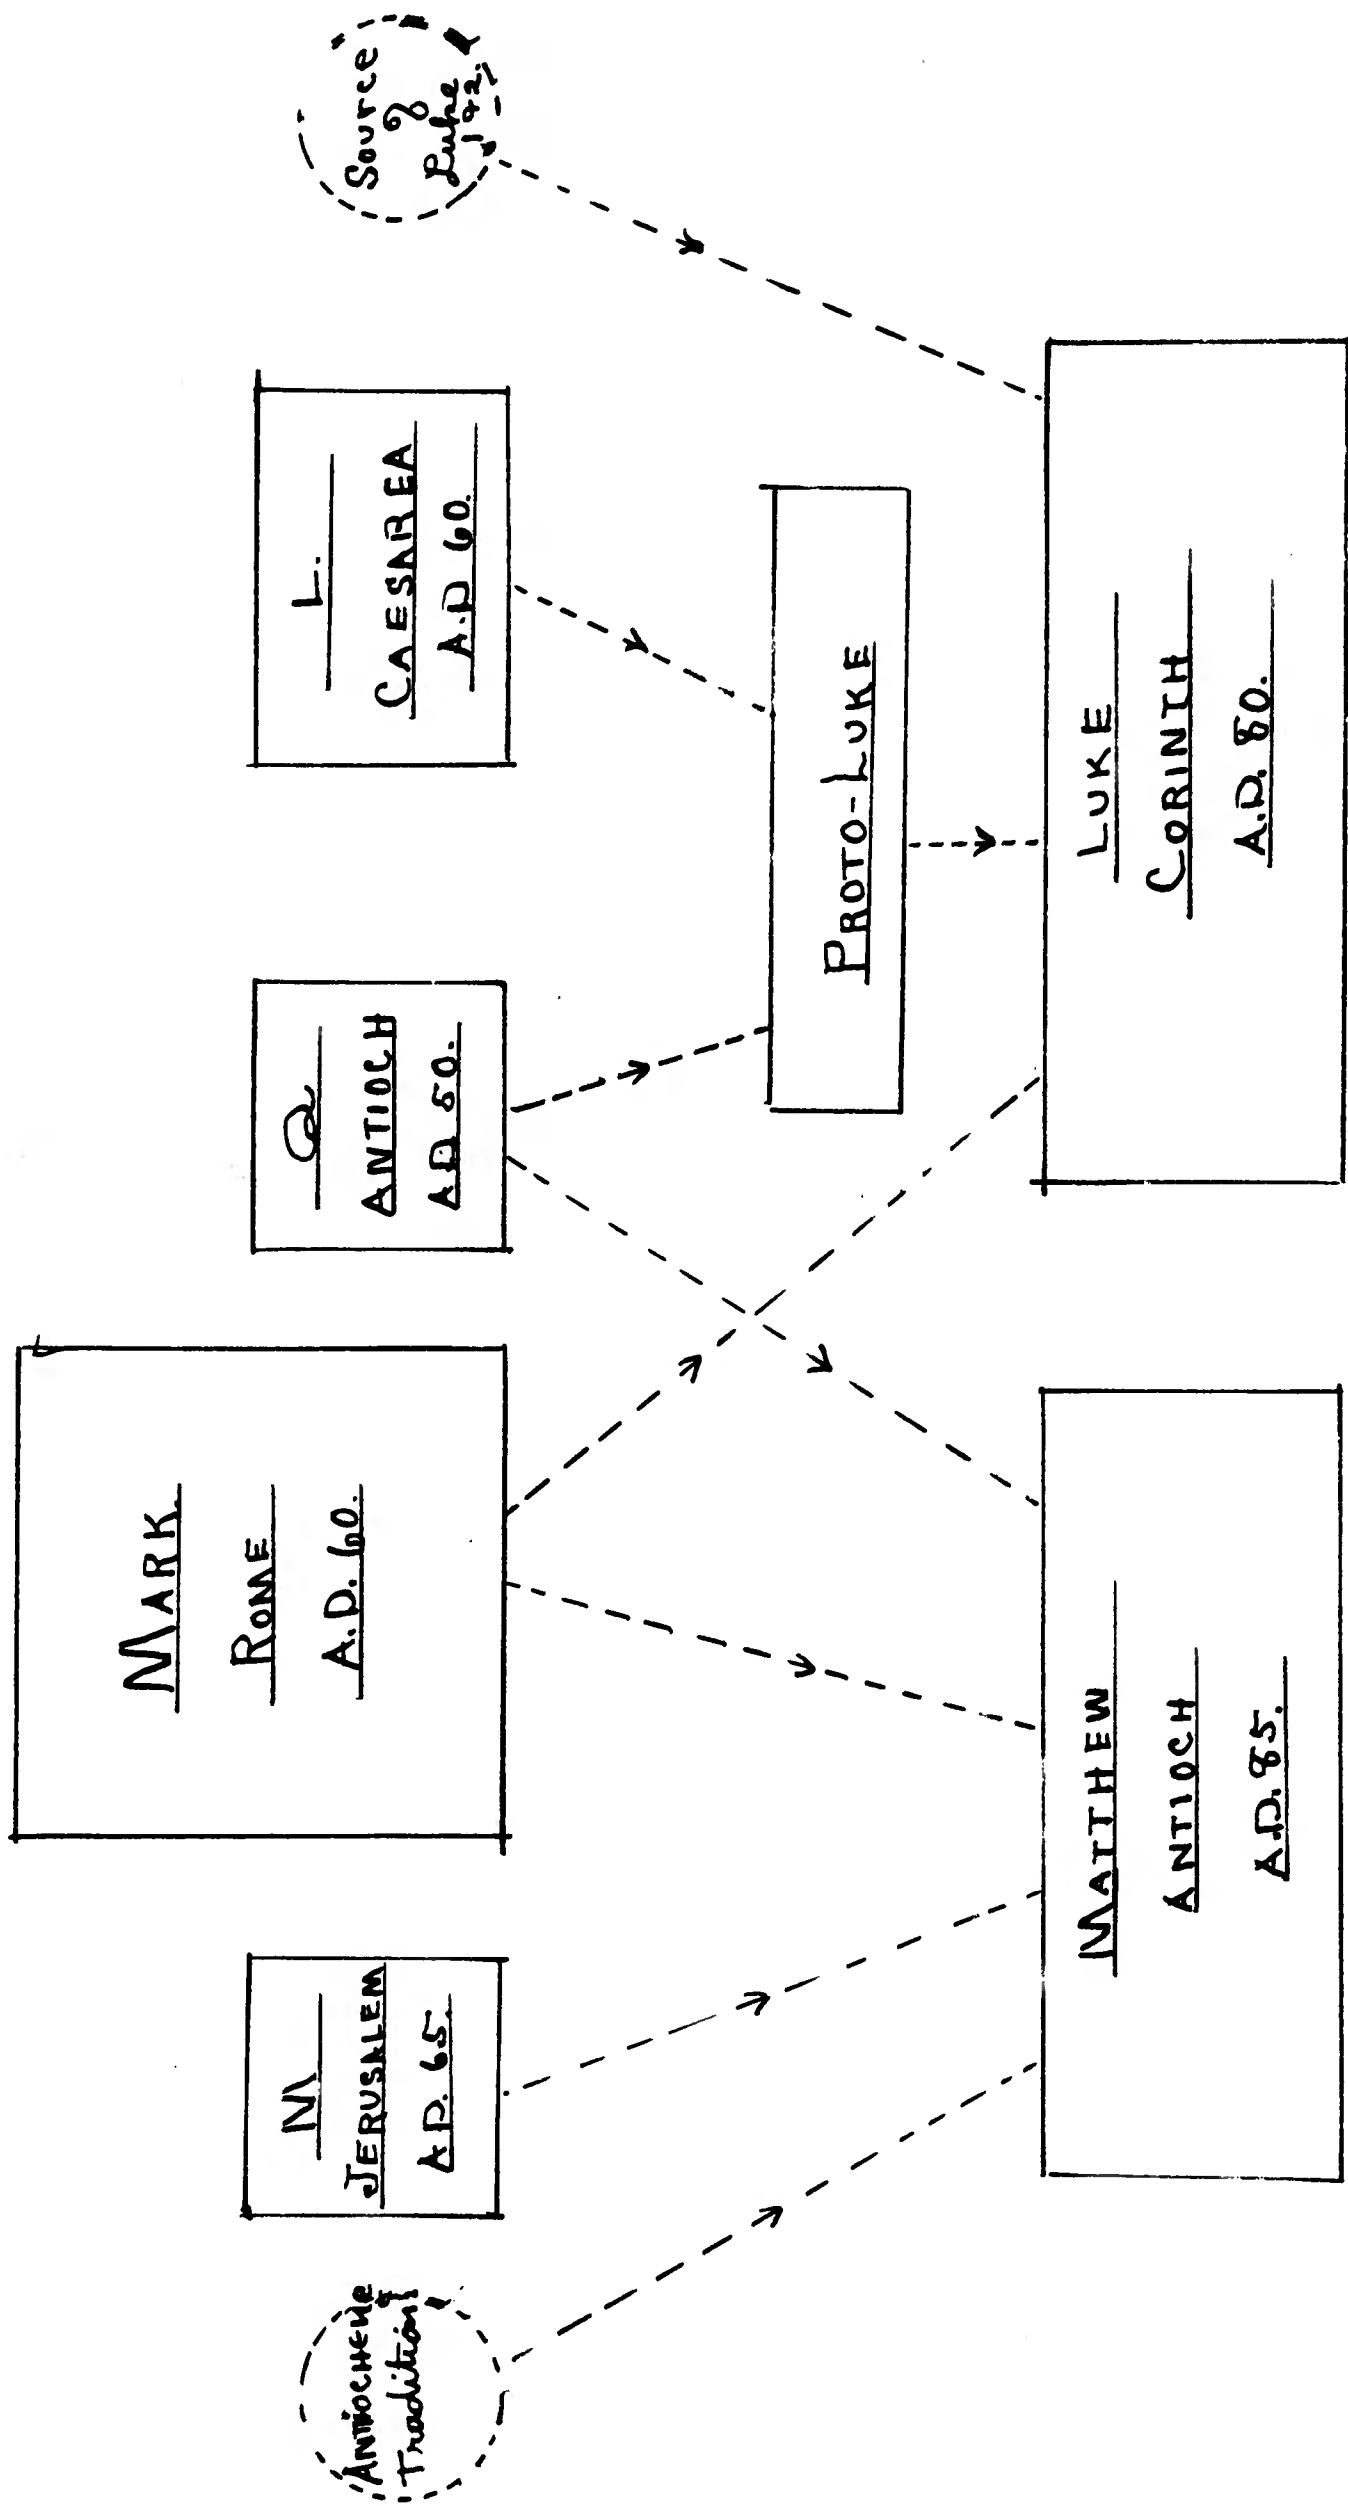 ANTIOCHENE
Tradition
M
JERUSALEM
A.D. 65.
MARK
ROME
A.D. 60.
Q
ANTIOCH
A.D 50.
L.
CAESAREA
A.D 60.
Source
of
Luke
1 & 2.
PROTO-LUKE
MATTHEW
ANTIOCH
A.D. 85.
LUKE
CORINTH
A.D. 80.